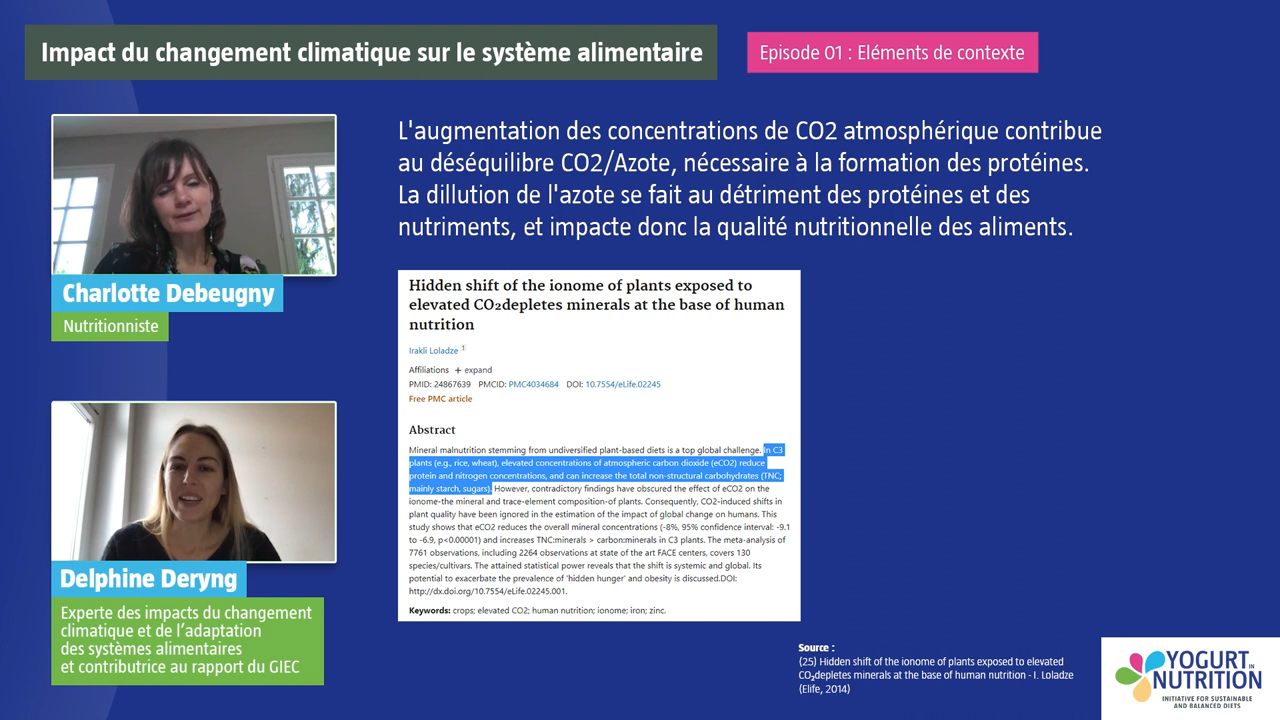 Impact du changement climatique sur le système alimentaire
Episode 01 : Eléments de contexte
Charlotte Debeugny
Nutritionniste
Delphine Deryng
Experte des impacts du changement
climatique et de l'adaptation
des systèmes alimentaires
et contributrice au rapport du GIEC
L'augmentation des concentrations de CO2 atmosphérique contribue
au déséquilibre CO2/Azote, nécessaire à la formation des protéines.
La dillution de l'azote se fait au détriment des protéines et des
nutriments, et impacte donc la qualité nutritionnelle des aliments.
Hidden shift of the ionome of plants exposed to
elevated CO₂depletes minerals at the base of human
nutrition
Irakli Loladze 1
Affiliations + expand
PMID: 24867639 PMCID: PMC4034684 DOI: 10.7554/eLife.02245
Free PMC article
Abstract
Mineral malnutrition stemming from undiversified plant-based diets is a top global challenge. In C3
plants (e.g., rice, wheat), elevated concentrations of atmospheric carbon dioxide (eCO2) reduce
protein and nitrogen concentrations, and can increase the total non-structural carbohydrates (TNC;
mainly starch, sugars). However, contradictory findings have obscured the effect of eCO2 on the
ionome-the mineral and trace-element composition-of plants. Consequently, CO2-induced shifts in
plant quality have been ignored in the estimation of the impact of global change on humans. This
study shows that eCO2 reduces the overall mineral concentrations (-8%, 95% confidence interval: -9.1
to -6.9, p<0.00001) and increases TNC:minerals > carbon:minerals in C3 plants. The meta-analysis of
7761 observations, including 2264 observations at state of the art FACE centers, covers 130
species/cultivars. The attained statistical power reveals that the shift is systemic and global. Its
potential to exacerbate the prevalence of 'hidden hunger' and obesity is discussed.DOI:
http://dx.doi.org/10.7554/eLife.02245.001.
Keywords: crops; elevated CO2; human nutrition; ionome; iron; zinc.
Source :
(25) Hidden shift of the ionome of plants exposed to elevated
CO₂depletes minerals at the base of human nutrition - I. Loladze
(Elife, 2014)
YOGURT IN
NUTRITION
INITIATIVE FOR SUSTAINABLE
AND BALANCED DIETS